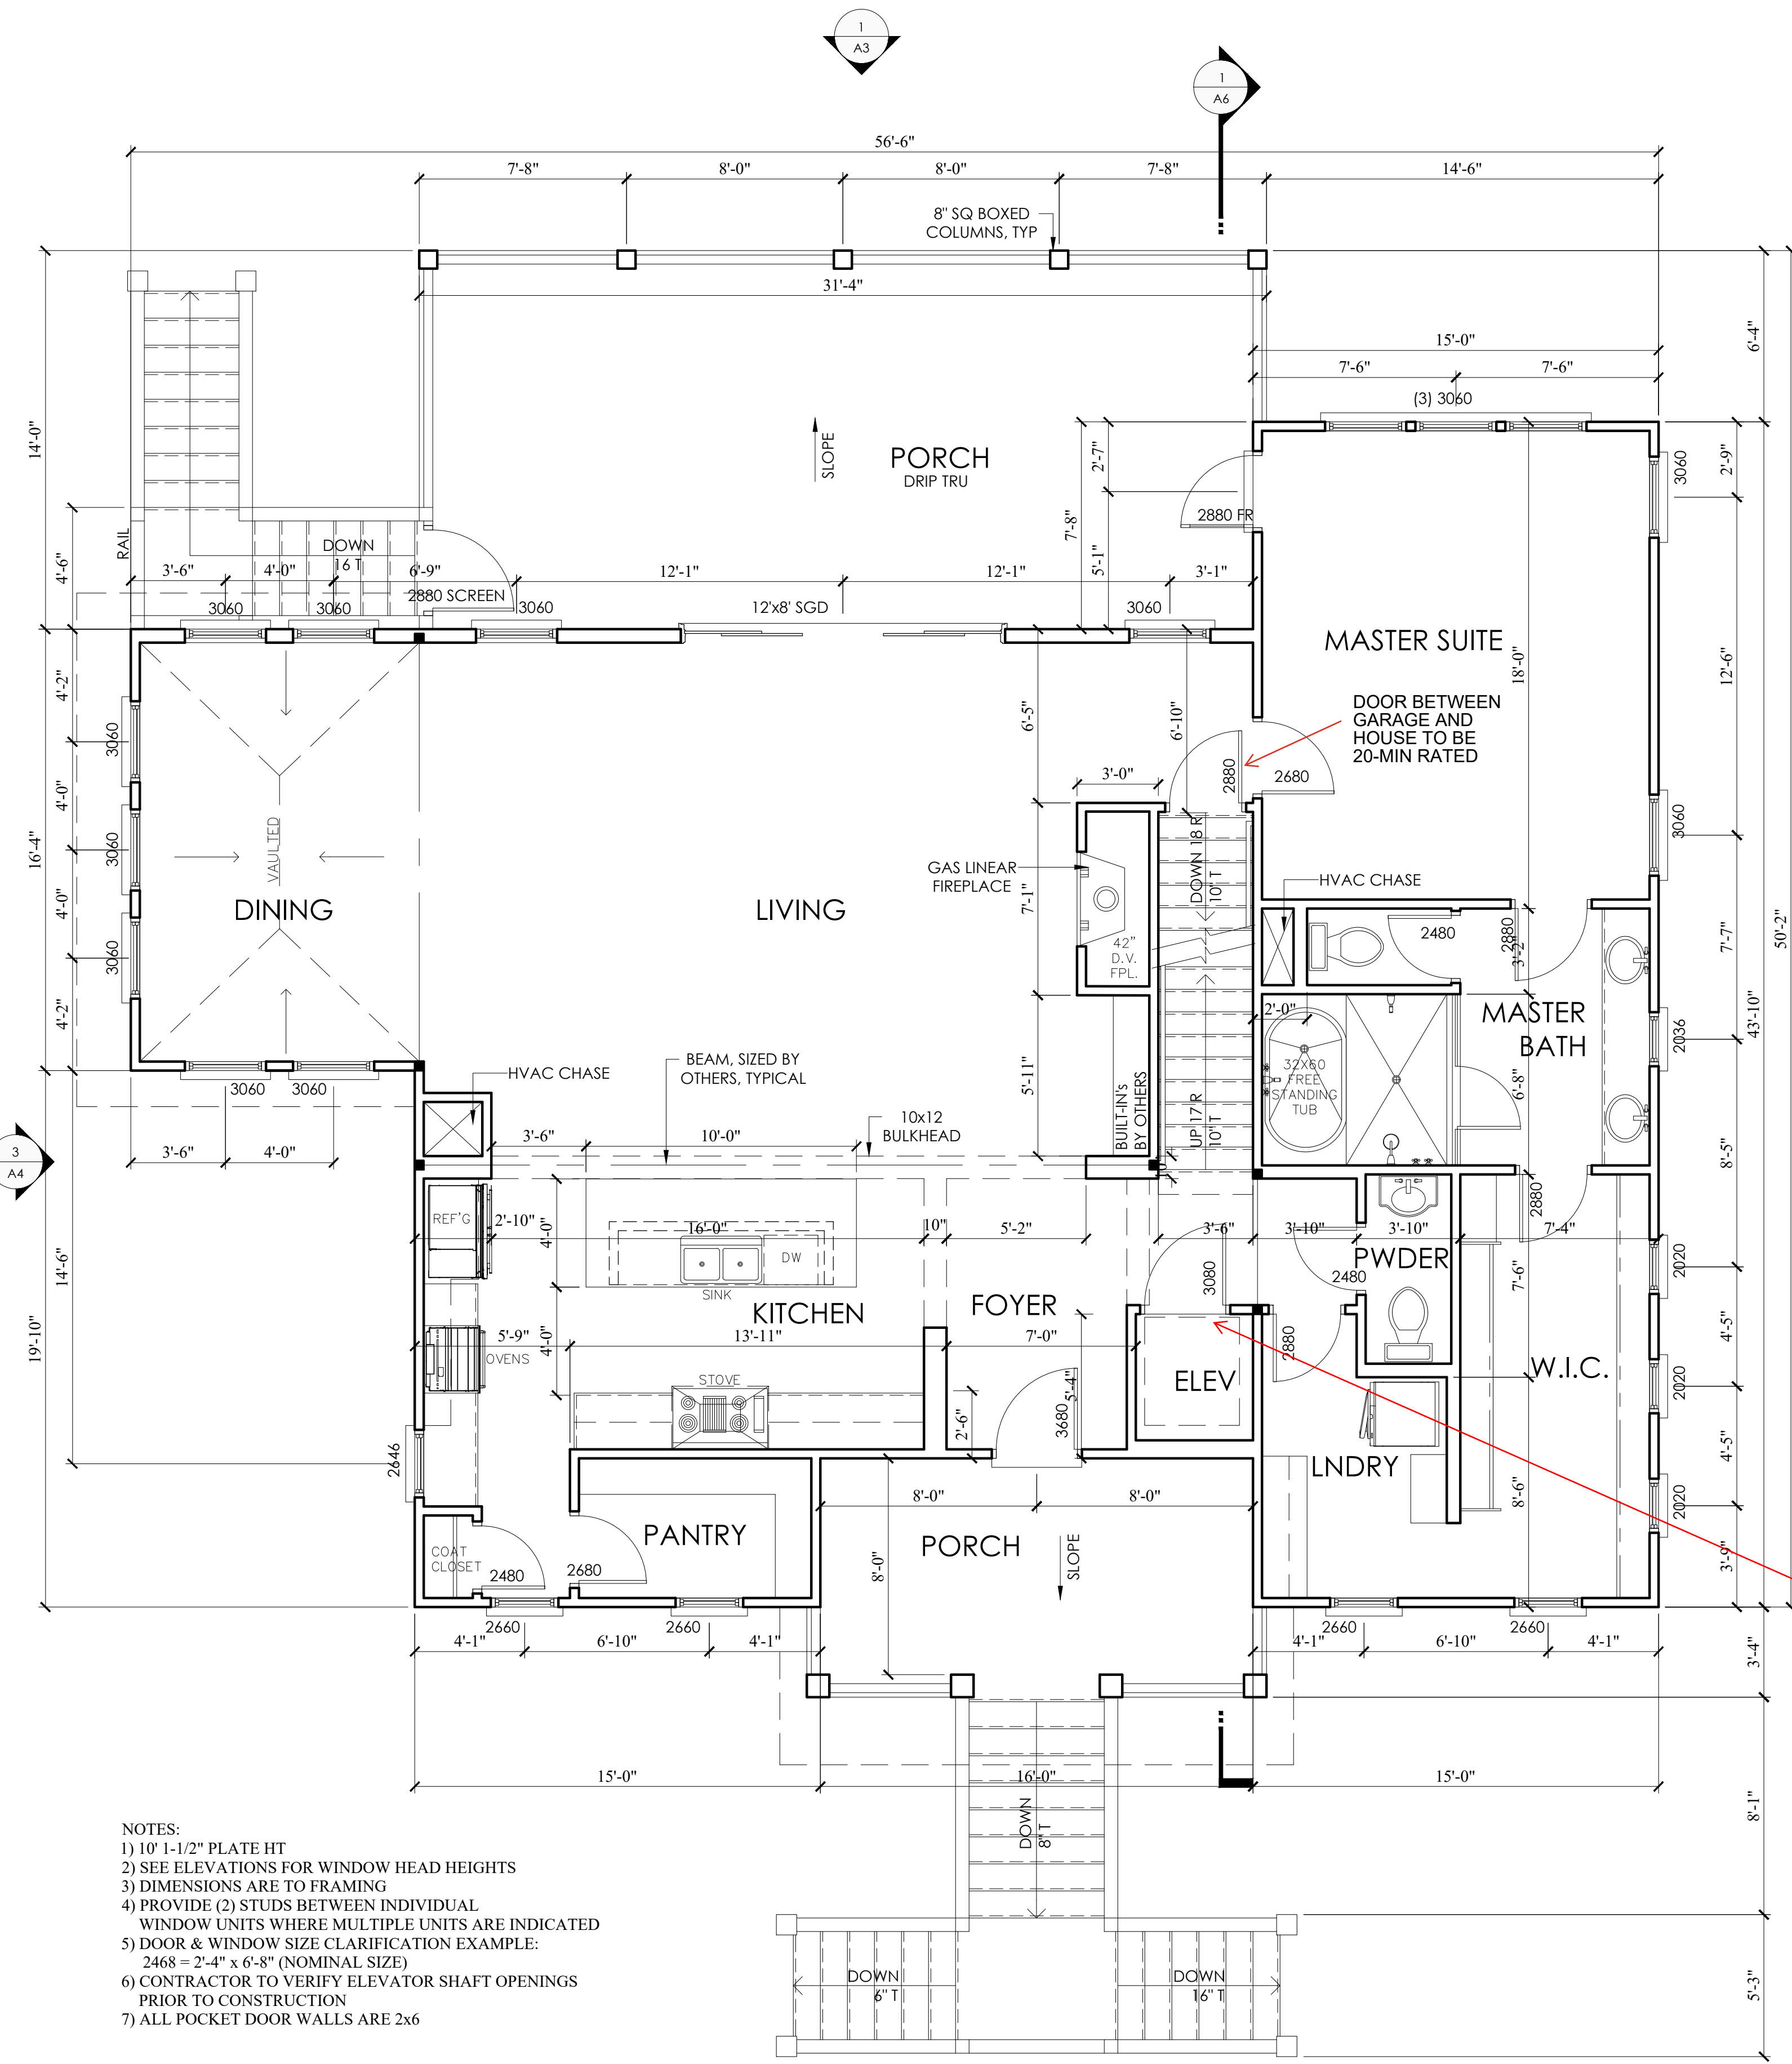 1
A3
1
A6
56'-6"
7'-8"
8'-0"
8'-0"
7'-8"
14'-6"
8" SQ BOXED
COLUMNS, TYP
31'-4"
15'-0"
7'-6"
7'-6"
(3) 3060
6'-4"
14'-0"
4'-6"
RAIL
DOWN
16 T
3'-6"
4'-0"
6'-9"
12'-1"
12'-1"
3'-1"
2880 SCREEN
3060
3060
3060
12'x8' SGD
3060
SLOPE
PORCH
DRIP TRU
7'-8"
2'-7"
5'-1"
2880 FR
3060
2'-9"
12'-6"
MASTER SUITE
18'-0"
DOOR BETWEEN
GARAGE AND
HOUSE TO BE
20-MIN RATED
6'-5"
6'-10"
2880
2680
3'-0"
4'-2"
4'-0"
4'-0"
4'-2"
16'-4"
3060
3060
3060
VAULTED
DINING
LIVING
GAS LINEAR
FIREPLACE
7'-1"
42"
D.V.
FPL.
DOWN 18 R
10" T
HVAC CHASE
2480
2880
3'-2"
3060
7'-7"
50'-2"
43'-10"
2'-0"
MASTER
BATH
2036
32X60
FREE
STANDING
TUB
6'-8"
8'-5"
3060
3060
HVAC CHASE
BEAM, SIZED BY
OTHERS, TYPICAL
5'-11"
BUILT-IN's
BY OTHERS
UP 17 R
10" T
10x12
BULKHEAD
3'-6"
10'-0"
3
A4
3'-6"
4'-0"
REF'G
2'-10"
4'-0"
16'-0"
10"
5'-2"
3'-6"
3'-10"
3'-10"
7'-4"
2880
DW
SINK
KITCHEN
FOYER
3080
PWDER
2480
7'-6"
2020
14'-6"
19'-10"
5'-9"
OVENS
4'-0"
13'-11"
7'-0"
2880
4'-5"
STOVE
ELEV
5'-4"
3680
2'-6"
W.I.C.
2020
4'-5"
2646
LNDRY
8'-6"
2020
3'-9"
8'-0"
8'-0"
PANTRY
PORCH
SLOPE
8'-0"
COAT
CLOSET
2480
2680
2660
2660
4'-1"
6'-10"
4'-1"
2660
2660
4'-1"
6'-10"
4'-1"
3'-4"
15'-0"
16'-0"
15'-0"
DOWN
8" T
8'-1"
NOTES:
1) 10' 1-1/2" PLATE HT
2) SEE ELEVATIONS FOR WINDOW HEAD HEIGHTS
3) DIMENSIONS ARE TO FRAMING
4) PROVIDE (2) STUDS BETWEEN INDIVIDUAL
WINDOW UNITS WHERE MULTIPLE UNITS ARE INDICATED
5) DOOR & WINDOW SIZE CLARIFICATION EXAMPLE:
2468 = 2'-4" x 6'-8" (NOMINAL SIZE)
6) CONTRACTOR TO VERIFY ELEVATOR SHAFT OPENINGS
PRIOR TO CONSTRUCTION
7) ALL POCKET DOOR WALLS ARE 2x6
DOWN
6" T
DOWN
16" T
5'-3"